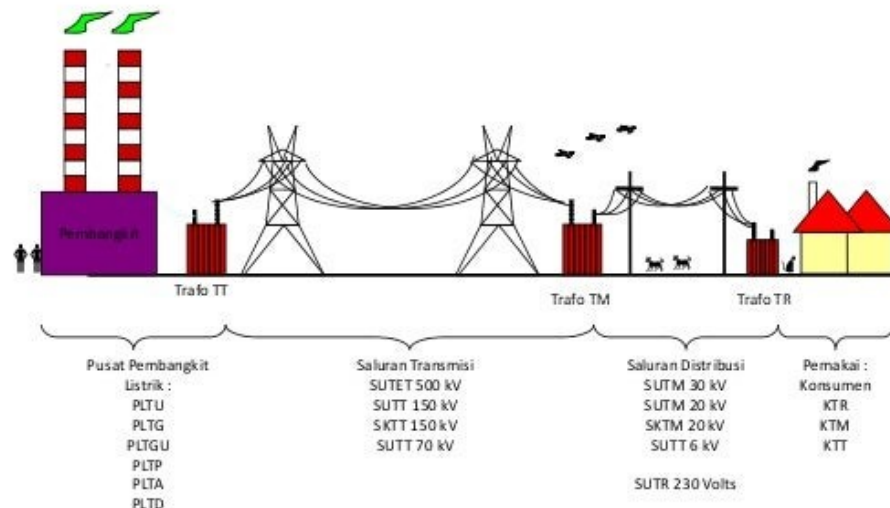 Pembangkit
Trafo TT
Trafo TM
Trafo TR
Pusat Pembangkit
Listrik :
PLTU
PLTG
PLTGU
PLTP
PLTA
PLTD
Saluran Transmisi
SUTET 500 kV
SUTT 150 kV
SKTT 150 kV
SUTT 70 kV
Saluran Distribusi
SUTM 30 kV
SUTM 20 kV
SKTM 20 kV
SUTT 6 kV
SUTR 230 Volts
Pemakai :
Konsumen
KTR
KTM
KTT